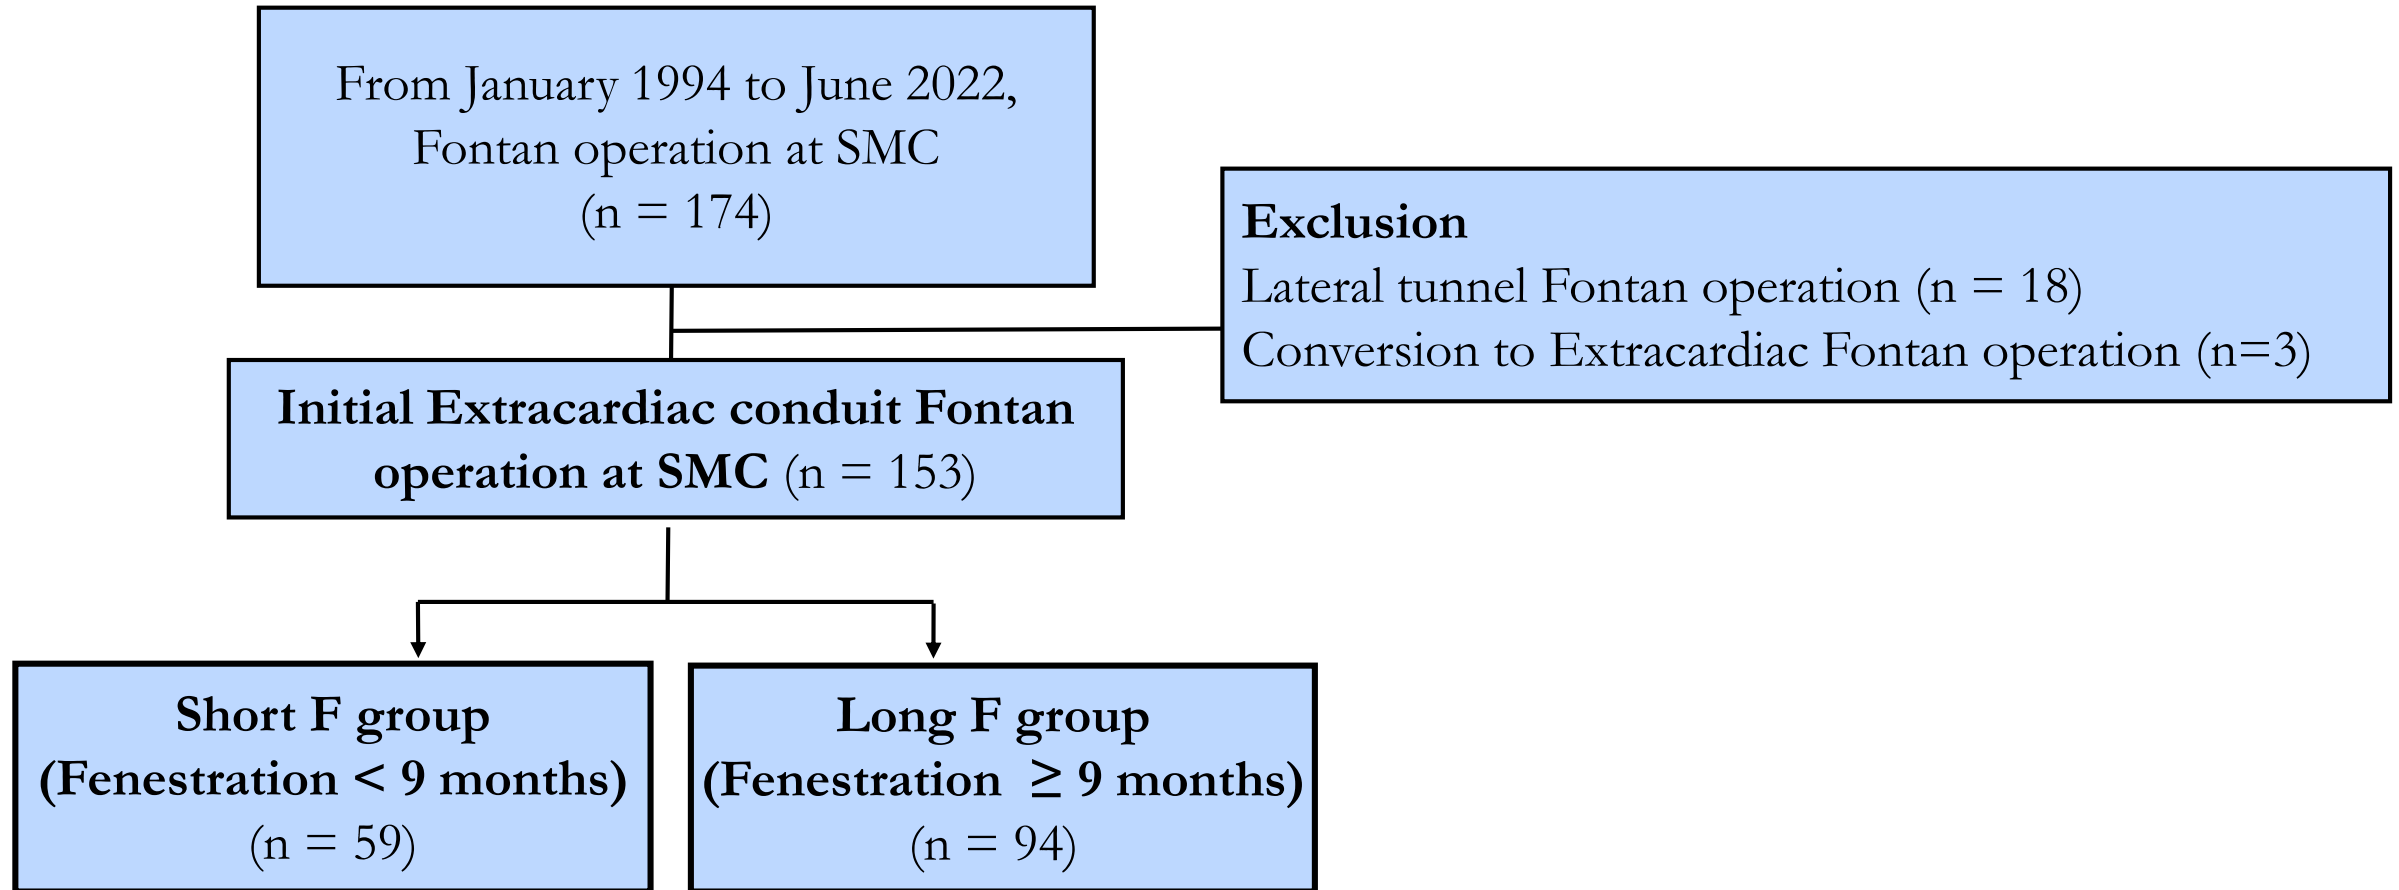 From January 1994 to June 2022,
Fontan operation at SMC
(n = 174)
Exclusion
Lateral tunnel Fontan operation (n = 18)
Conversion to Extracardiac Fontan operation (n=3)
Initial Extracardiac conduit Fontan
operation at SMC (n = 153)
Short F group
(Fenestration < 9 months)
(n = 59)
Long F group
(Fenestration ≥ 9 months)
(n = 94)